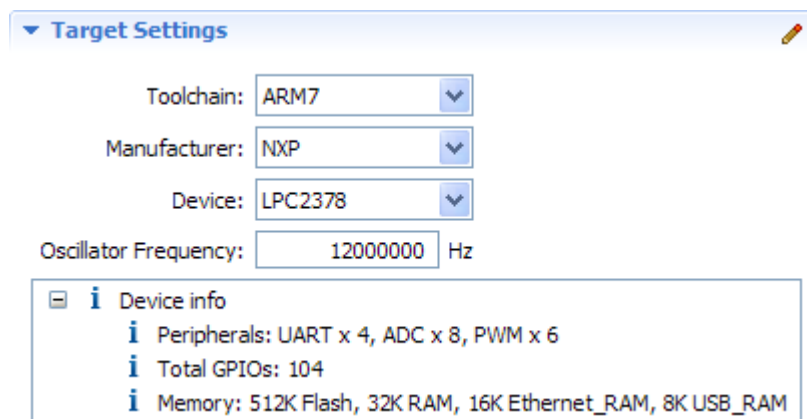 Target Settings
Toolchain: ARM7
Manufacturer: NXP
Device: LPC2378
Oscillator Frequency: 12000000 Hz
Device info
Peripherals: UART x 4, ADC x 8, PWM x 6
Total GPIOs: 104
Memory: 512K Flash, 32K RAM, 16K Ethernet_RAM, 8K USB_RAM